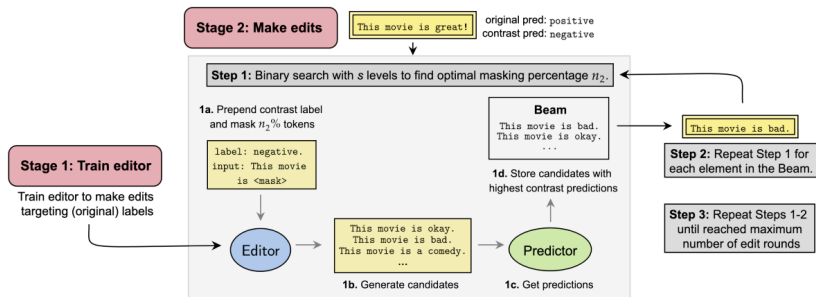 Stage 2: Make edits
This movie is great!
original pred: positive
contrast pred: negative
Step 1: Binary search with s levels to find optimal masking percentage n₂.
1a. Prepend contrast label
and mask n₂% tokens
label: negative.
input: This movie
is <mask>
Stage 1: Train editor
Train editor to make edits
targeting (original) labels
Editor
This movie is okay.
This movie is bad.
This movie is a comedy.
...
1b. Generate candidates
Predictor
1c. Get predictions
Beam
This movie is bad.
This movie is okay.
...
1d. Store candidates with
highest contrast predictions
This movie is bad.
Step 2: Repeat Step 1 for
each element in the Beam.
Step 3: Repeat Steps 1-2
until reached maximum
number of edit rounds